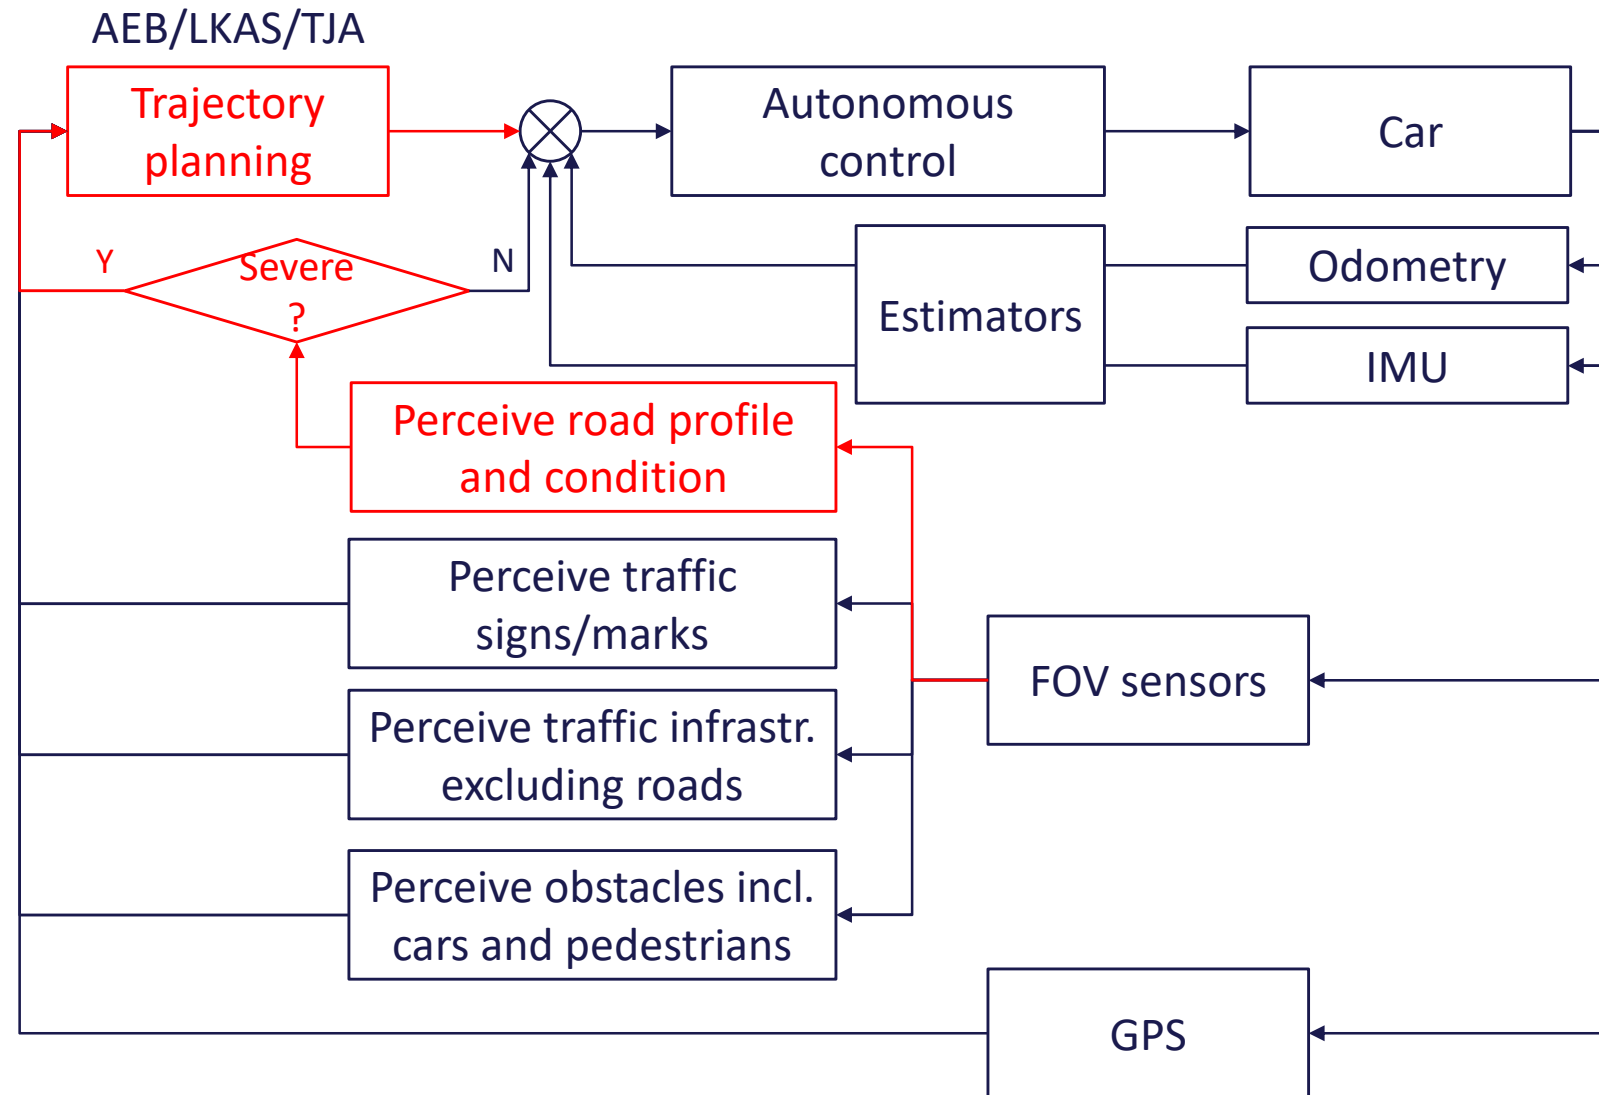 AEB/LKAS/TJA
Trajectory
planning
Autonomous
control
Car
Y
Severe
?
N
Estimators
Odometry
IMU
Perceive road profile
and condition
Perceive traffic
signs/marks
FOV sensors
Perceive traffic infrastr.
excluding roads
Perceive obstacles incl.
cars and pedestrians
GPS